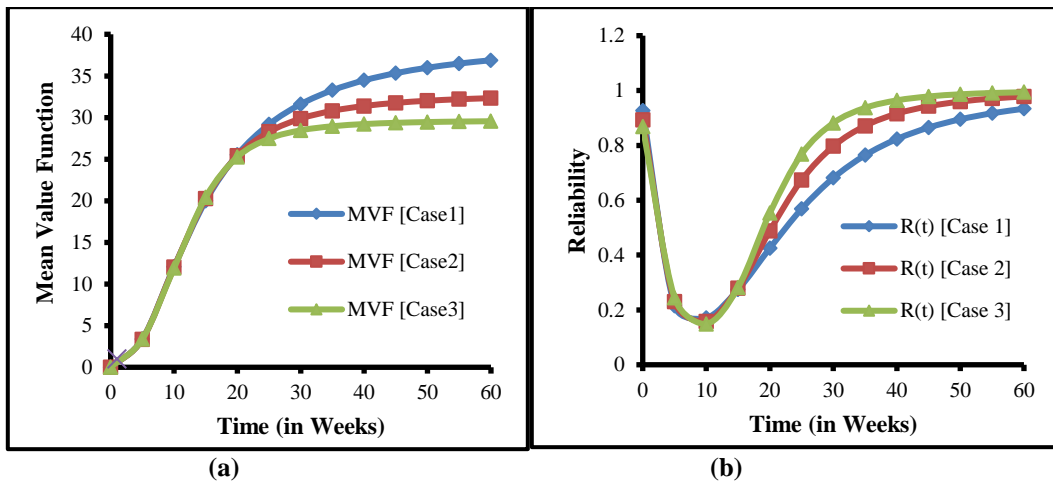 Mean Value Function
40
35
30
25
20
15
10
5
0
0 10 20 30 40 50 60
Time (in Weeks)
MVF [Case1]
MVF [Case2]
MVF [Case3]
(a)
Reliability
1.2
1
0.8
0.6
0.4
0.2
0
0 10 20 30 40 50 60
Time (in Weeks)
R(t) [Case 1]
R(t) [Case 2]
R(t) [Case 3]
(b)